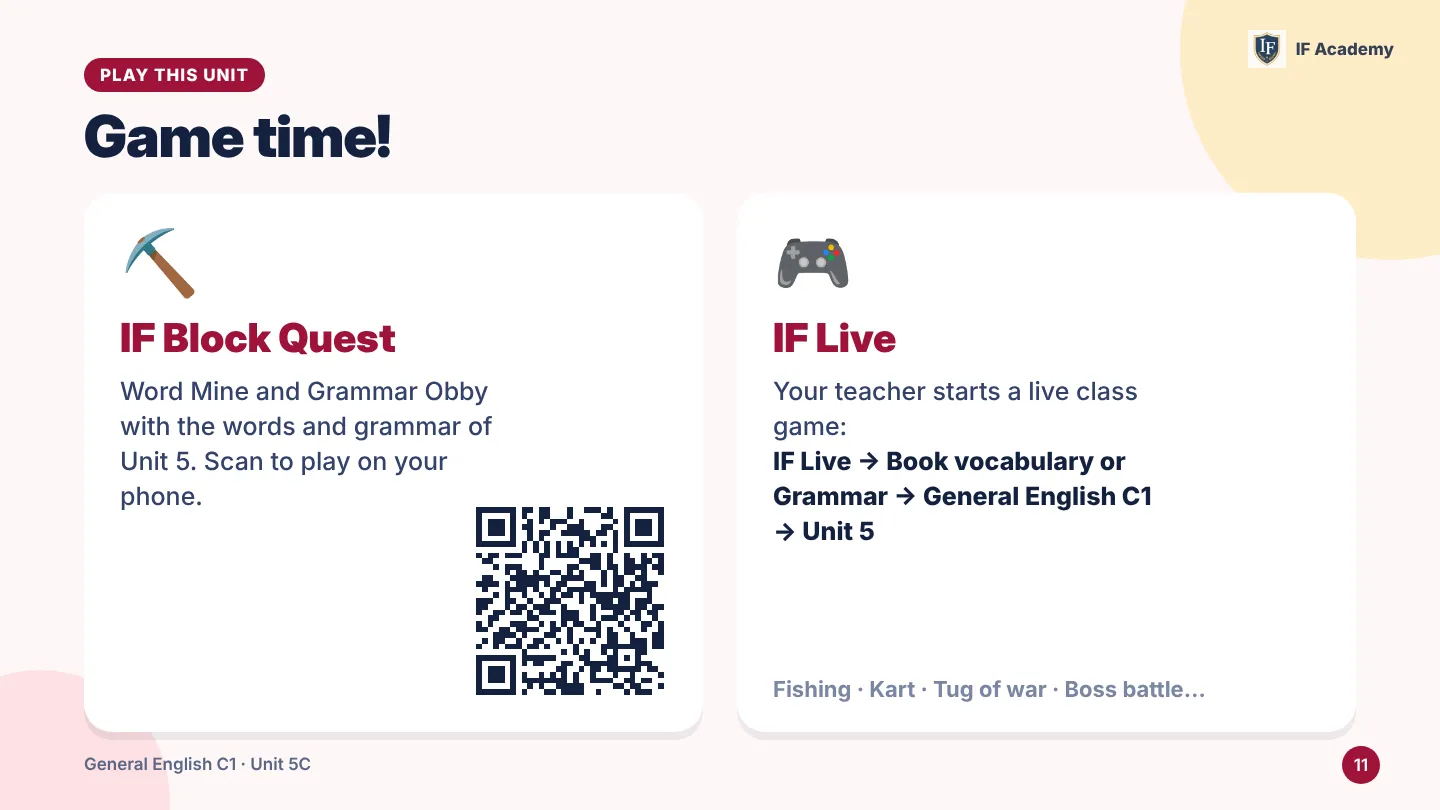 IF Academy
PLAY THIS UNIT
Game time!
IF Block Quest
Word Mine and Grammar Obby
with the words and grammar of
Unit 5. Scan to play on your
phone.
IF Live
Your teacher starts a live class
game:
IF Live → Book vocabulary or
Grammar → General English C1
→ Unit 5
Fishing · Kart · Tug of war · Boss battle...
General English C1 · Unit 5C
11